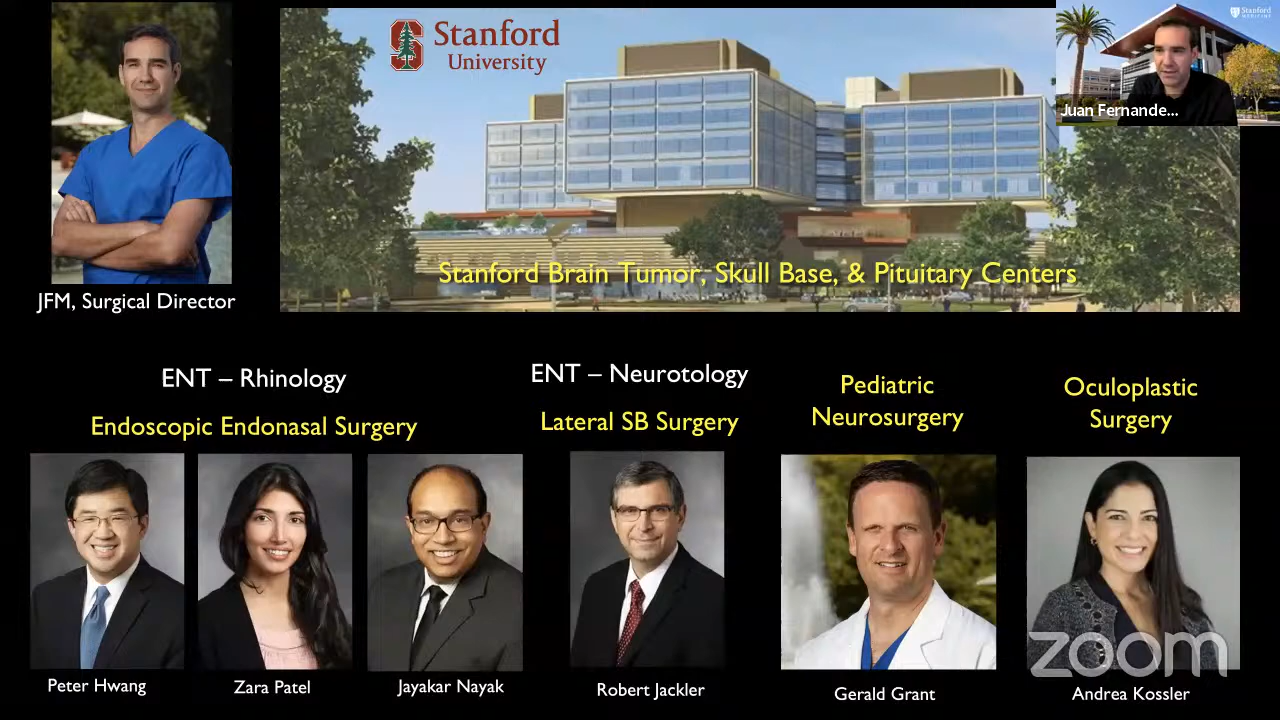 Stanford
University
Stanford
MEDICINE
Juan Fernande...
Stanford Brain Tumor, Skull Base, & Pituitary Centers
JFM, Surgical Director
ENT – Rhinology
Endoscopic Endonasal Surgery
ENT – Neurotology
Lateral SB Surgery
Pediatric
Neurosurgery
Oculoplastic
Surgery
Peter Hwang
Zara Patel
Jayakar Nayak
Robert Jackler
Gerald Grant
Andrea Kossler
zoom